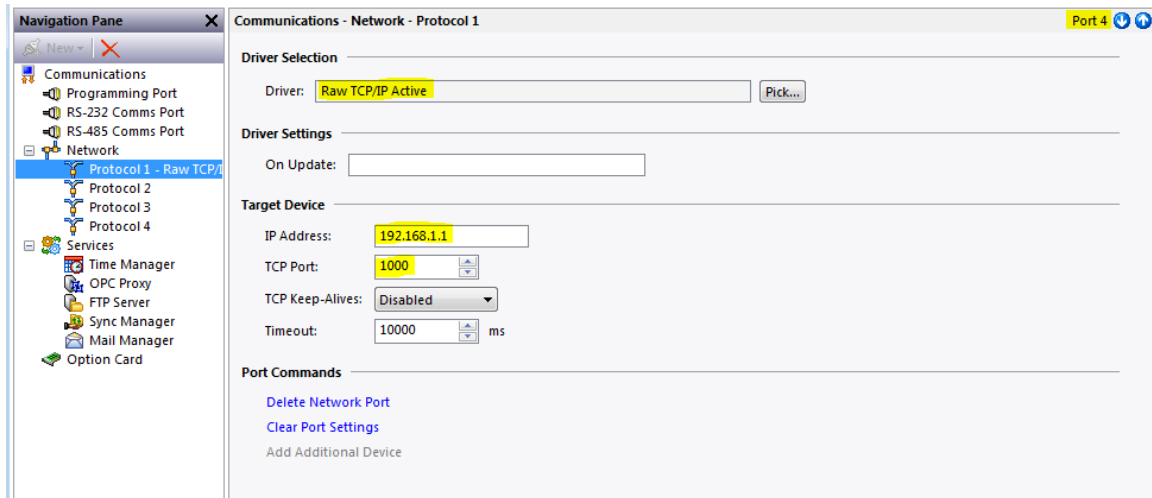 Navigation Pane
New
Communications
Programming Port
RS-232 Comms Port
RS-485 Comms Port
Network
Protocol 1 - Raw TCP/I
Protocol 2
Protocol 3
Protocol 4
Services
Time Manager
OPC Proxy
FTP Server
Sync Manager
Mail Manager
Option Card
Communications - Network - Protocol 1
Port 4
Driver Selection
Driver: Raw TCP/IP Active Pick...
Driver Settings
On Update:
Target Device
IP Address: 192.168.1.1
TCP Port: 1000
TCP Keep-Alives: Disabled
Timeout: 10000 ms
Port Commands
Delete Network Port
Clear Port Settings
Add Additional Device